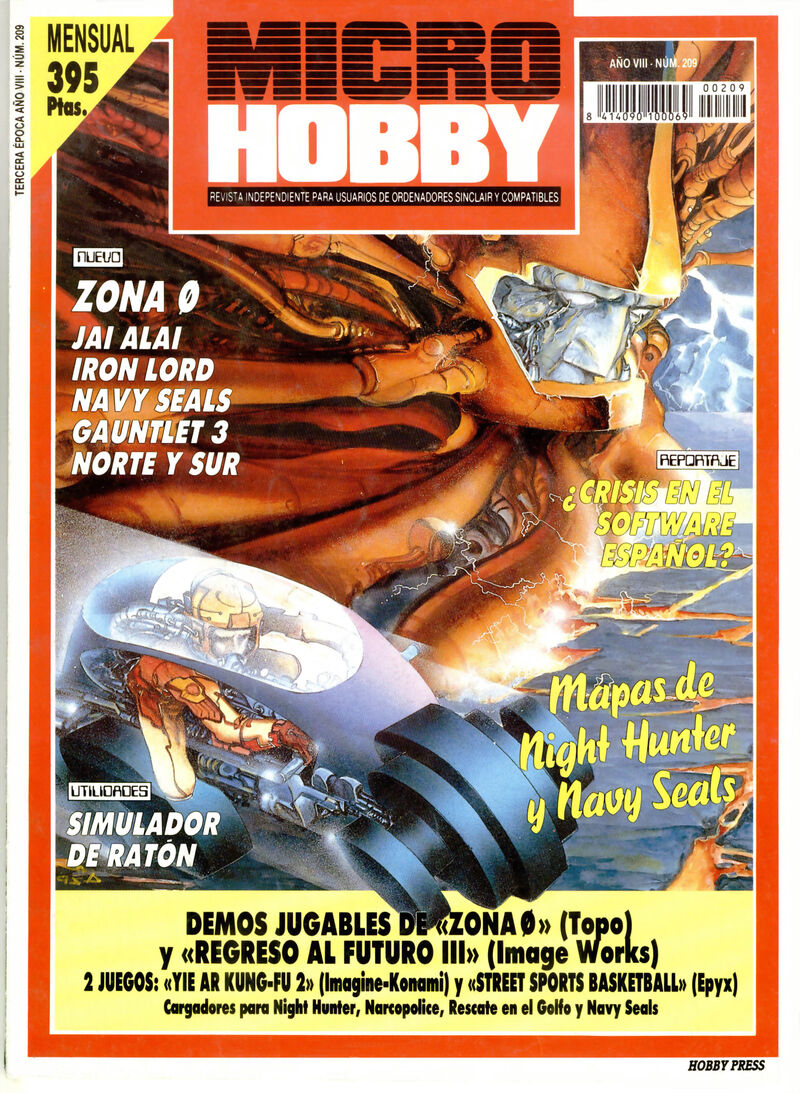 TERCERA ÉPOCA AÑO VIII - NÚM. 209
MENSUAL
395
Ptas.
MICRO
HOBBY
REVISTA INDEPENDIENTE PARA USUARIOS DE ORDENADORES SINCLAIR Y COMPATIBLES
AÑO VIII - NÚM. 209
00209
8 414090 100069
NUEVO
ZONA Ø
JAI ALAI
IRON LORD
NAVY SEALS
GAUNTLET 3
NORTE Y SUR
REPORTAJE
¿CRISIS EN EL
SOFTWARE
ESPAÑOL?
Mapas de
Night Hunter
y Navy Seals
UTILIDADES
SIMULADOR
DE RATÓN
DEMOS JUGABLES DE «ZONA Ø» (Topo)
y «REGRESO AL FUTURO III» (Image Works)
2 JUEGOS: «YIE AR KUNG-FU 2» (Imagine-Konami) y «STREET SPORTS BASKETBALL» (Epyx)
Cargadores para Night Hunter, Narcopolice, Rescate en el Golfo y Navy Seals
HOBBY PRESS